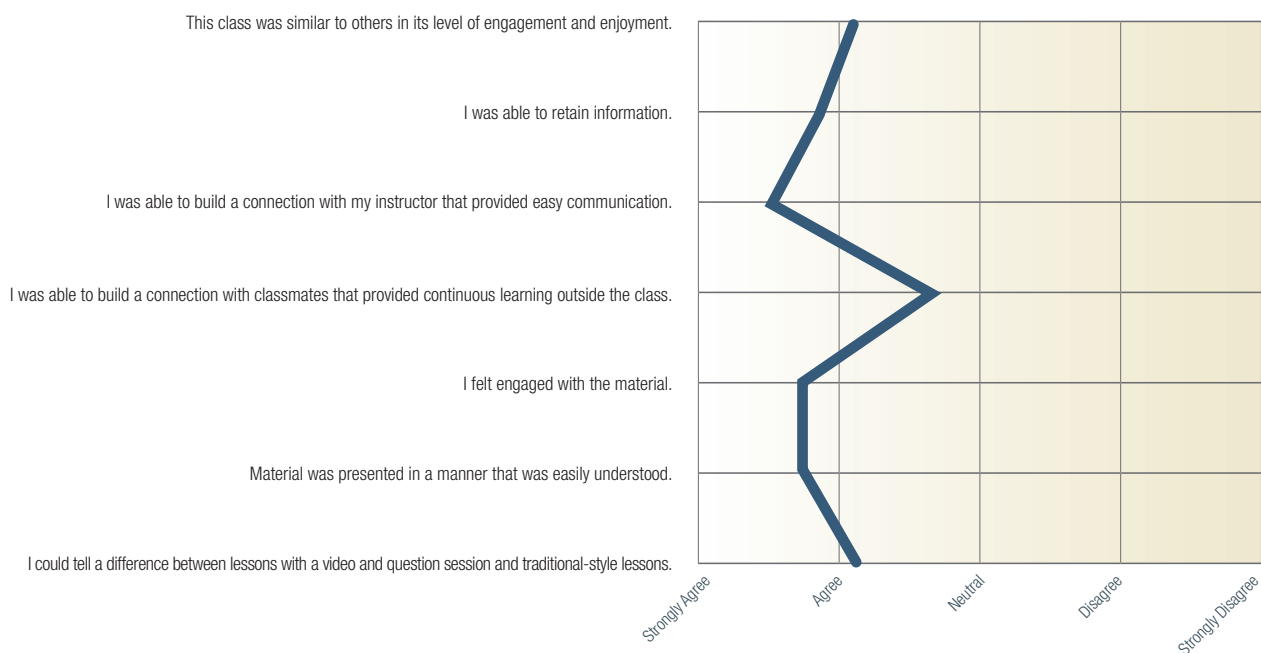 This class was similar to others in its level of engagement and enjoyment.
I was able to retain information.
I was able to build a connection with my instructor that provided easy communication.
I was able to build a connection with classmates that provided continuous learning outside the class.
I felt engaged with the material.
Material was presented in a manner that was easily understood.
I could tell a difference between lessons with a video and question session and traditional-style lessons.
Strongly Agree
Agree
Neutral
Disagree
Strongly Disagree